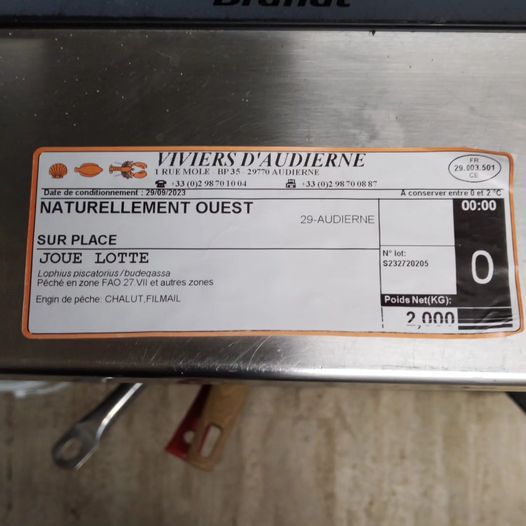 Brandt
VIVIERS D'AUDIERNE
1 RUE MOLE - BP 35 - 29770 AUDIERNE
+33 (0)2 98 70 10 04 +33 (0)2 98 70 08 87
FR
29.003.501
CE
Date de conditionnement : 29/09/2023 A conserver entre 0 et 2 °C
NATURELLEMENT OUEST
29-AUDIERNE
00:00
SUR PLACE
JOUE LOTTE
Lophius piscatorius/budegassa
Pêché en zone FAO 27.VII et autres zones
Engin de pêche: CHALUT,FILMAIL
N° lot:
S232720205
0
Poids Net(KG):
2,000